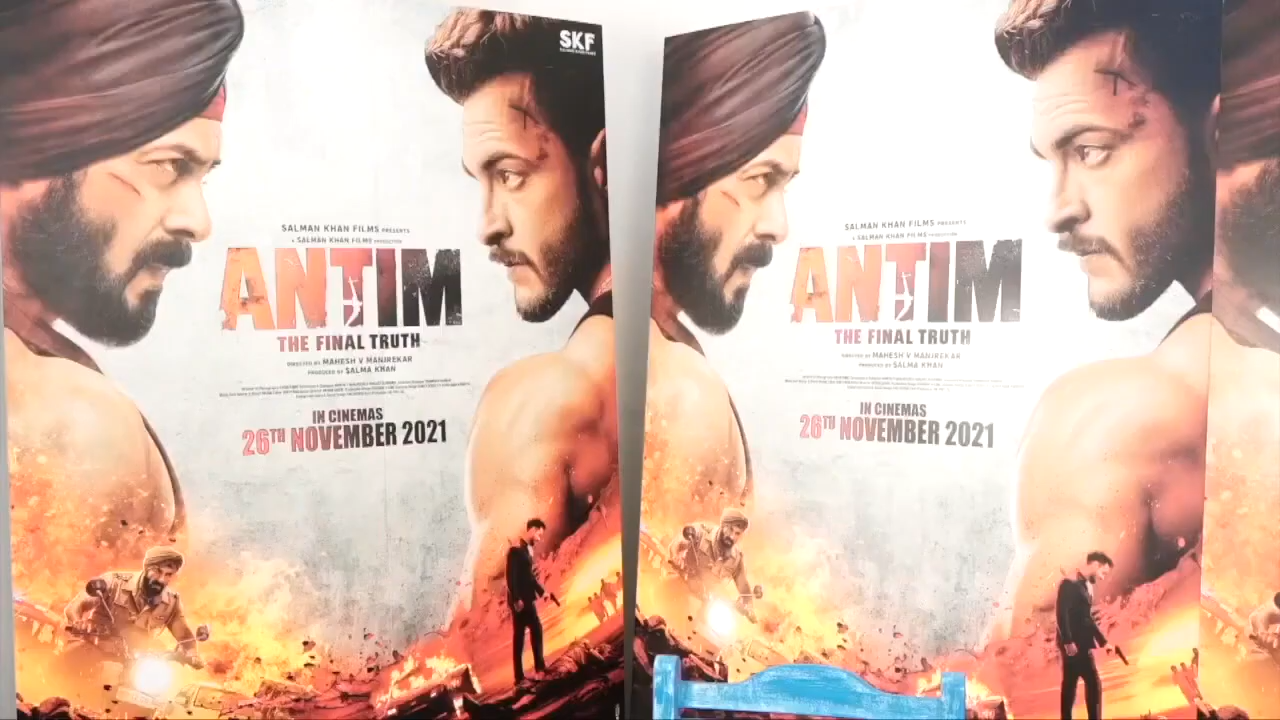 SKF
SALMAN KHAN FILMS PRESENTS
A SALMAN KHAN FILMS PRODUCTION
ANTIM
THE FINAL TRUTH
DIRECTED BY MAHESH V MANJREKAR
PRODUCED BY SALMA KHAN
IN CINEMAS
26TH NOVEMBER 2021
SALMAN KHAN FILMS PRESENTS
A SALMAN KHAN FILMS PRODUCTION
ANTIM
THE FINAL TRUTH
DIRECTED BY MAHESH V MANJREKAR
PRODUCED BY SALMA KHAN
IN CINEMAS
26TH NOVEMBER 2021